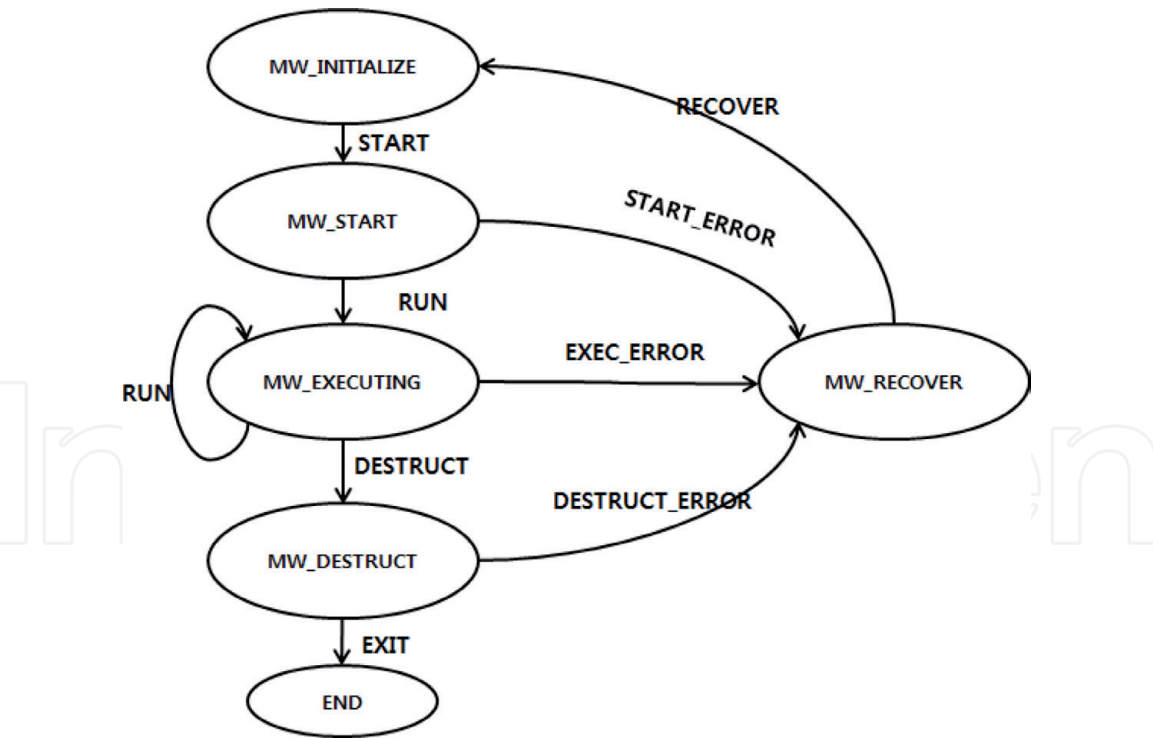 MW_INITIALIZE
RECOVER
START
MW_START
START_ERROR
RUN
EXEC_ERROR
MW_EXECUTING
MW_RECOVER
RUN
DESTRUCT
DESTRUCT_ERROR
MW_DESTRUCT
EXIT
END